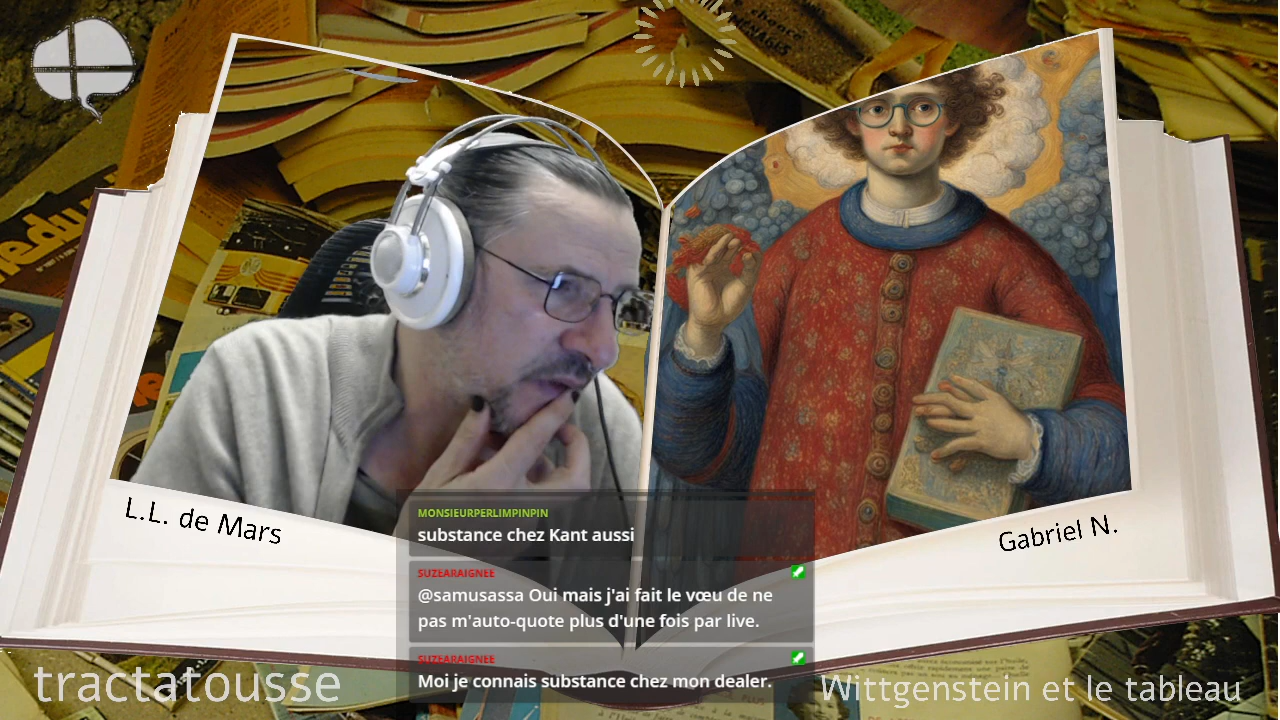 L.L. de Mars
Gabriel N.
MONSIEURPERLIMPINPIN
substance chez Kant aussi
SUZEARAIGNEE
@samusassa Oui mais j'ai fait le vœu de ne
pas m'auto-quote plus d'une fois par live.
SUZEARAIGNEE
Moi je connais substance chez mon dealer.
tractatousse
Wittgenstein et le tableau